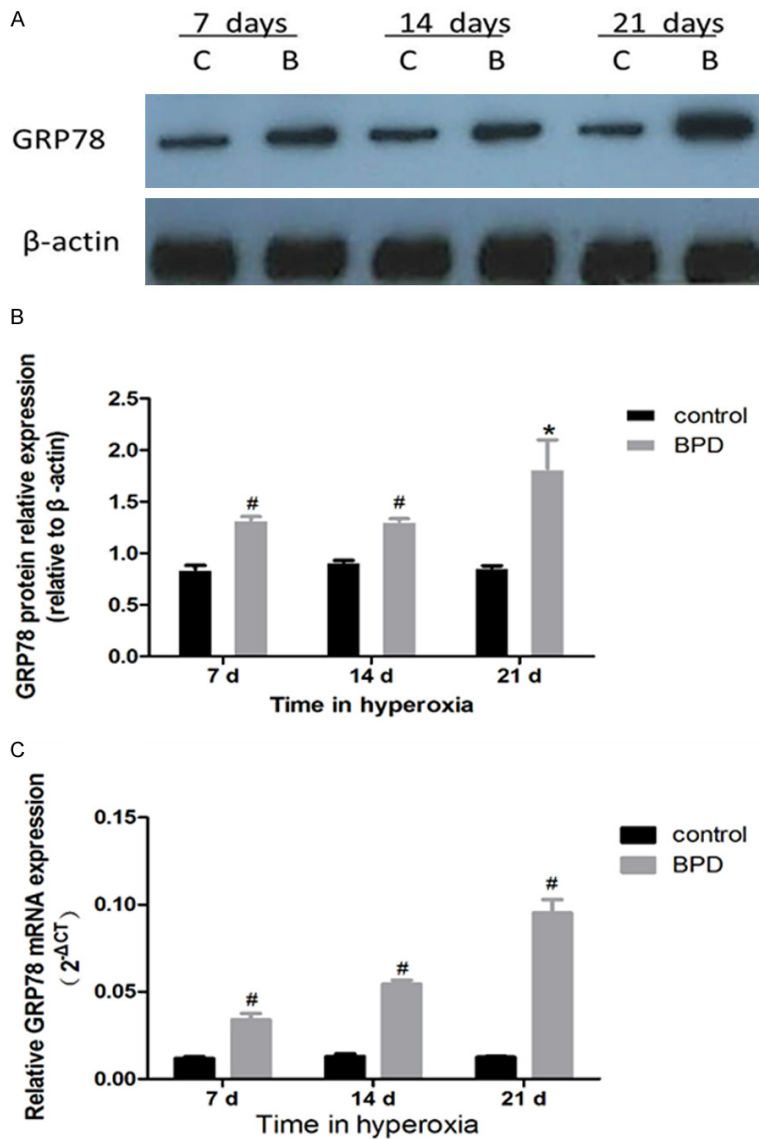 A
7 days 14 days 21 days
C B C B C B
GRP78
β-actin
B
GRP78 protein relative expression
(relative to β -actin)
2.5
2.0
1.5
1.0
0.5
0.0
# # *
control
BPD
7 d 14 d 21 d
Time in hyperoxia
C
Relative GRP78 mRNA expression
( 2-ΔCT )
0.15
0.10
0.05
0.00
# # #
control
BPD
7 d 14 d 21 d
Time in hyperoxia